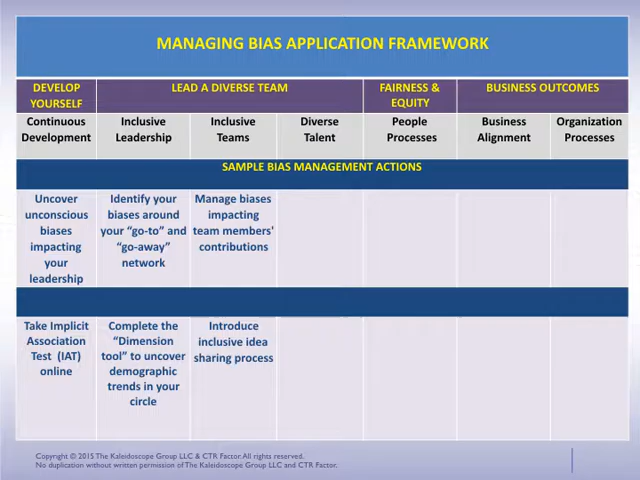 MANAGING BIAS APPLICATION FRAMEWORK
DEVELOP
YOURSELF
LEAD A DIVERSE TEAM
FAIRNESS &
EQUITY
BUSINESS OUTCOMES
Continuous
Development
Inclusive
Leadership
Inclusive
Teams
Diverse
Talent
People
Processes
Business
Alignment
Organization
Processes
SAMPLE BIAS MANAGEMENT ACTIONS
Uncover
unconscious
biases
impacting
your
leadership
Identify your
biases around
your “go-to” and
“go-away”
network
Manage biases
impacting
team members'
contributions
Take Implicit
Association
Test (IAT)
online
Complete the
“Dimension
tool” to uncover
demographic
trends in your
circle
Introduce
inclusive idea
sharing process
Copyright © 2015 The Kaleidoscope Group LLC & CTR Factor. All rights reserved.
No duplication without written permission of The Kaleidoscope Group LLC and CTR Factor.